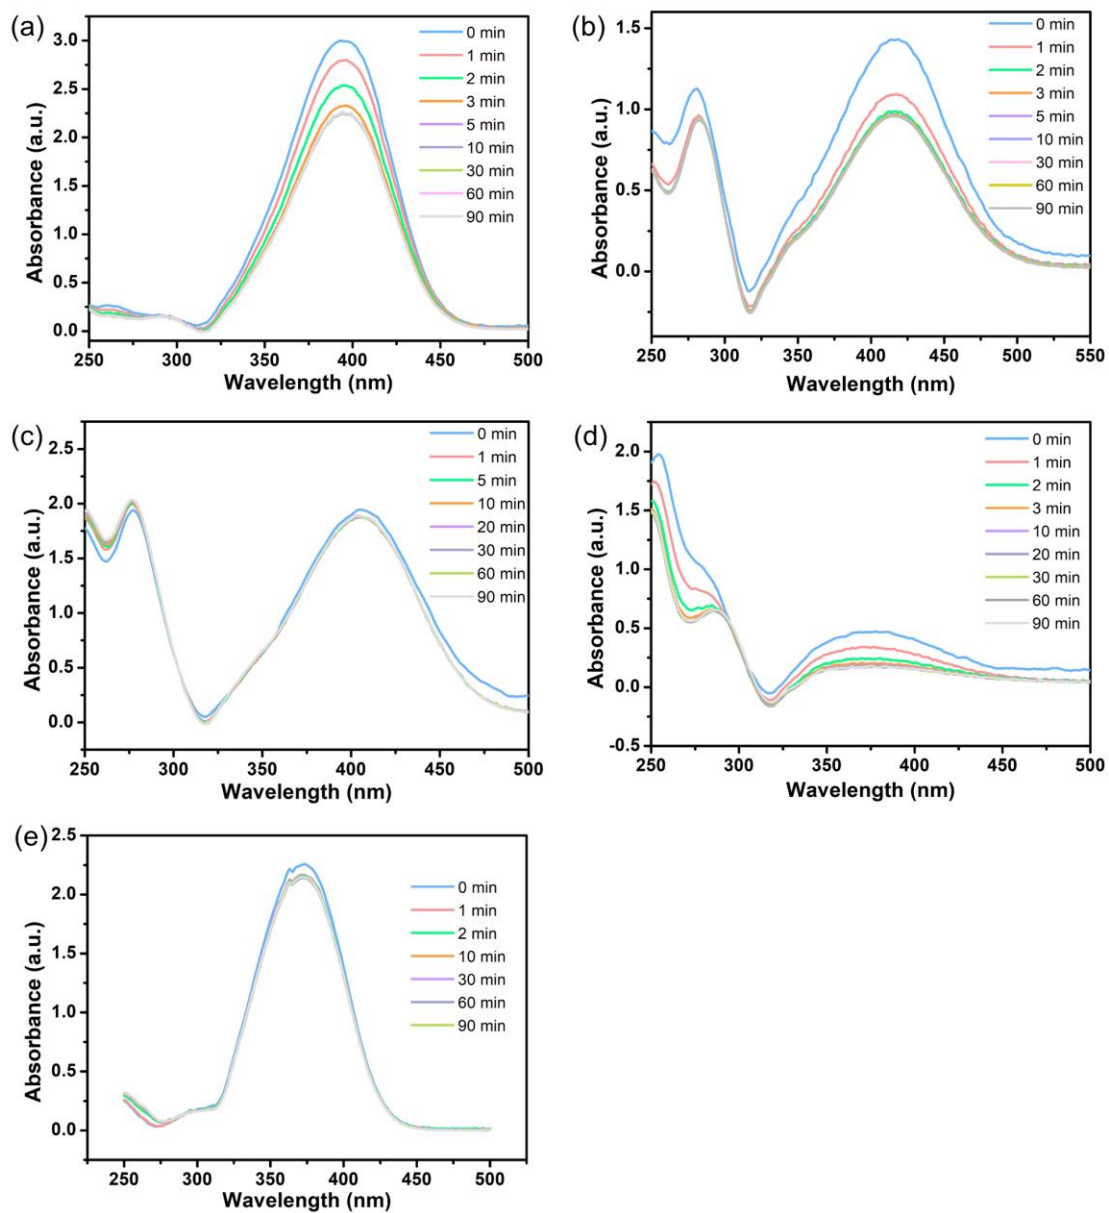 (a)
3.0
2.5
2.0
1.5
1.0
0.5
0.0
Absorbance (a.u.)
0 min
1 min
2 min
3 min
5 min
10 min
30 min
60 min
90 min
250 300 350 400 450 500
Wavelength (nm)
(b)
1.5
1.0
0.5
0.0
Absorbance (a.u.)
0 min
1 min
2 min
3 min
5 min
10 min
30 min
60 min
90 min
250 300 350 400 450 500 550
Wavelength (nm)
(c)
2.5
2.0
1.5
1.0
0.5
0.0
Absorbance (a.u.)
0 min
1 min
5 min
10 min
20 min
30 min
60 min
90 min
250 300 350 400 450 500
Wavelength (nm)
(d)
2.0
1.5
1.0
0.5
0.0
-0.5
Absorbance (a.u.)
0 min
1 min
2 min
3 min
10 min
20 min
30 min
60 min
90 min
250 300 350 400 450 500
Wavelength (nm)
(e)
2.5
2.0
1.5
1.0
0.5
0.0
Absorbance (a.u.)
0 min
1 min
2 min
10 min
30 min
60 min
90 min
250 300 350 400 450 500
Wavelength (nm)